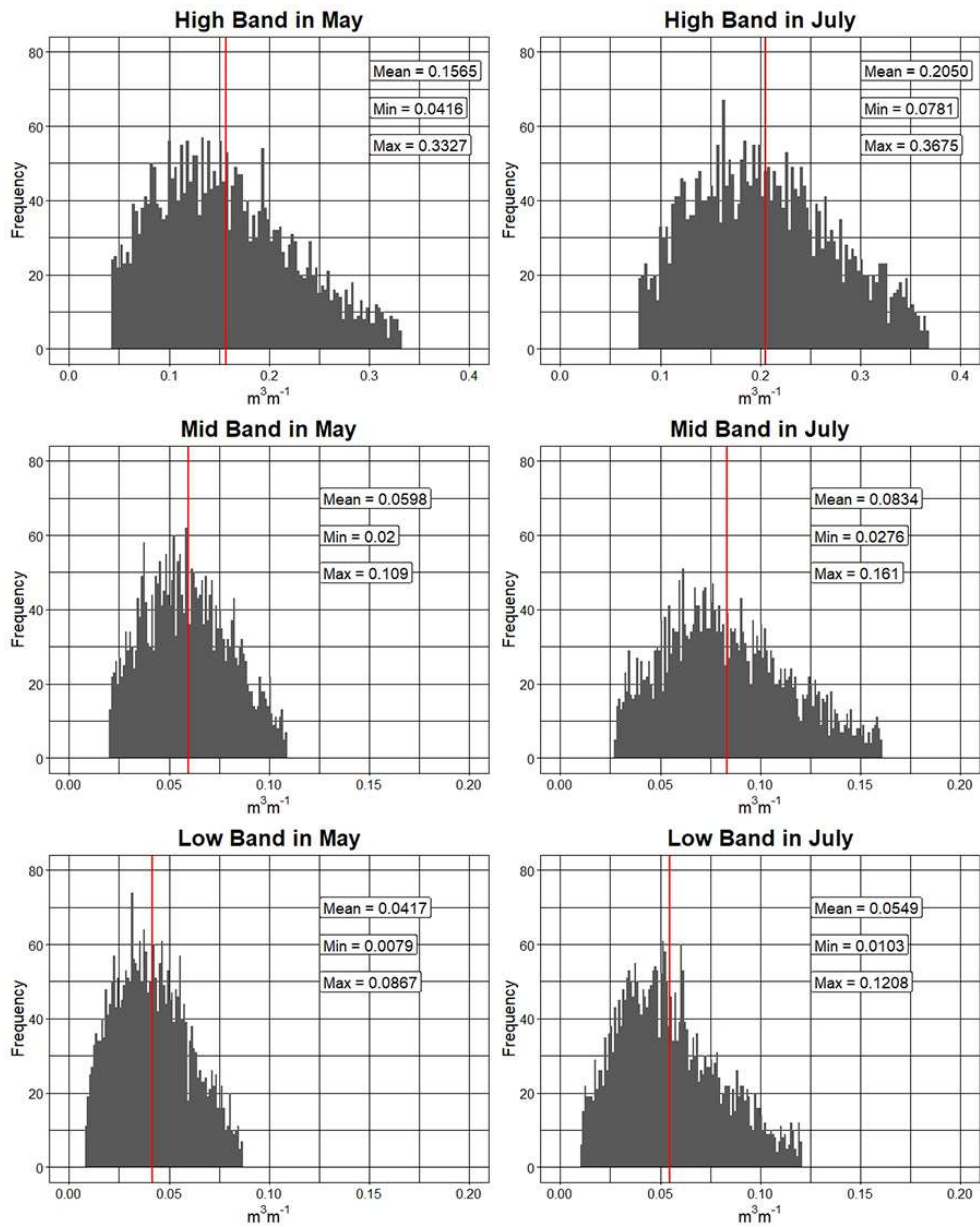 High Band in May
80
60
40
20
0
Frequency
Mean = 0.1565
Min = 0.0416
Max = 0.3327
0.0 0.1 0.2 0.3 0.4
m³m⁻¹
High Band in July
80
60
40
20
0
Frequency
Mean = 0.2050
Min = 0.0781
Max = 0.3675
0.0 0.1 0.2 0.3 0.4
m³m⁻¹
Mid Band in May
80
60
40
20
0
Frequency
Mean = 0.0598
Min = 0.02
Max = 0.109
0.00 0.05 0.10 0.15 0.20
m³m⁻¹
Mid Band in July
80
60
40
20
0
Frequency
Mean = 0.0834
Min = 0.0276
Max = 0.161
0.00 0.05 0.10 0.15 0.20
m³m⁻¹
Low Band in May
80
60
40
20
0
Frequency
Mean = 0.0417
Min = 0.0079
Max = 0.0867
0.00 0.05 0.10 0.15 0.20
m³m⁻¹
Low Band in July
80
60
40
20
0
Frequency
Mean = 0.0549
Min = 0.0103
Max = 0.1208
0.00 0.05 0.10 0.15 0.20
m³m⁻¹